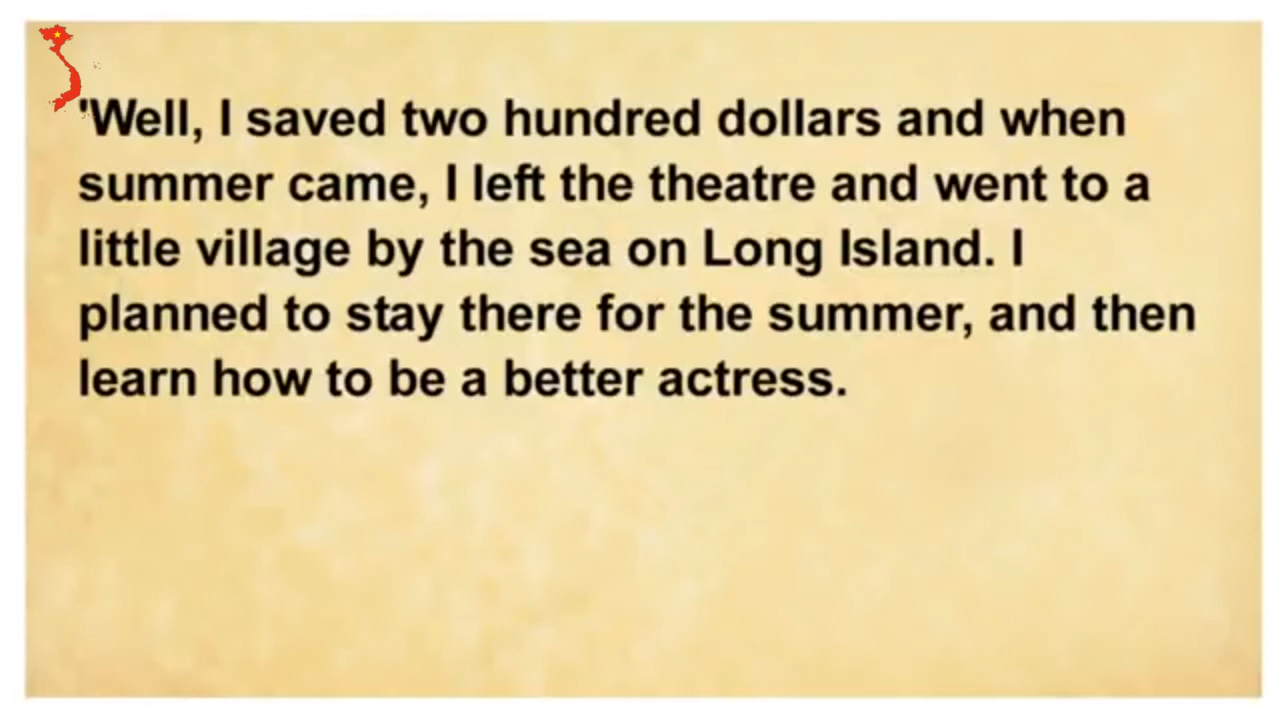 'Well, I saved two hundred dollars and when
summer came, I left the theatre and went to a
little village by the sea on Long Island. I
planned to stay there for the summer, and then
learn how to be a better actress.